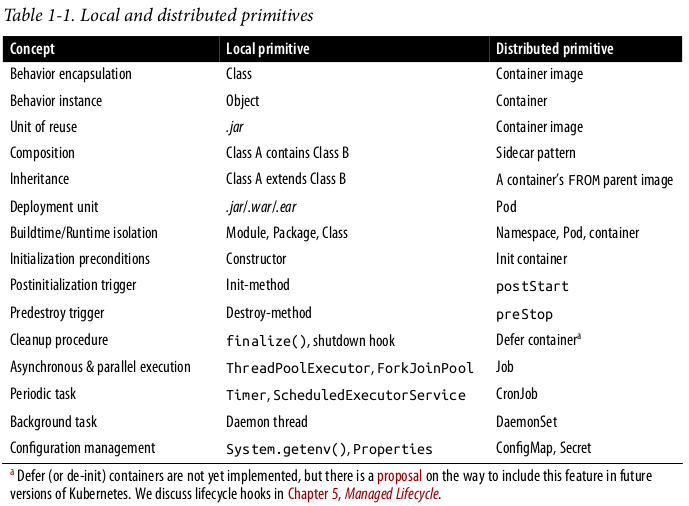 Table 1-1. Local and distributed primitives
Concept Local primitive Distributed primitive
Behavior encapsulation Class Container image
Behavior instance Object Container
Unit of reuse .jar Container image
Composition Class A contains Class B Sidecar pattern
Inheritance Class A extends Class B A container's FROM parent image
Deployment unit .jar/.war/.ear Pod
Buildtime/Runtime isolation Module, Package, Class Namespace, Pod, container
Initialization preconditions Constructor Init container
Postinitialization trigger Init-method postStart
Predestroy trigger Destroy-method preStop
Cleanup procedure finalize(), shutdown hook Defer containerª
Asynchronous & parallel execution ThreadPoolExecutor, ForkJoinPool Job
Periodic task Timer, ScheduledExecutorService CronJob
Background task Daemon thread DaemonSet
Configuration management System.getenv(), Properties ConfigMap, Secret
ª Defer (or de-init) containers are not yet implemented, but there is a proposal on the way to include this feature in future
versions of Kubernetes. We discuss lifecycle hooks in Chapter 5, Managed Lifecycle.